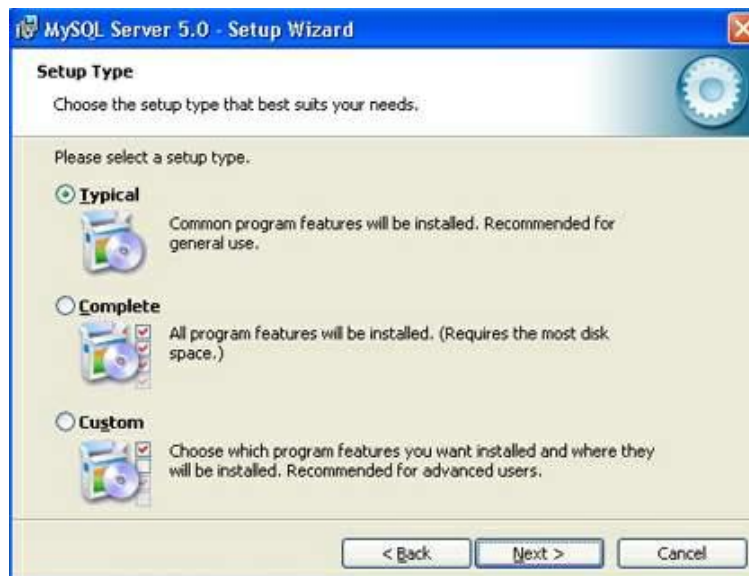 MySQL Server 5.0 - Setup Wizard
Setup Type
Choose the setup type that best suits your needs.
Please select a setup type.
Typical
Common program features will be installed. Recommended for
general use.
Complete
All program features will be installed. (Requires the most disk
space.)
Custom
Choose which program features you want installed and where they
will be installed. Recommended for advanced users.
< Back
Next >
Cancel